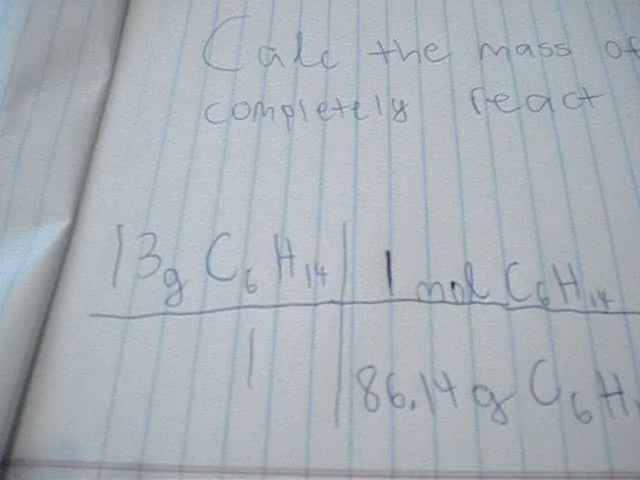 Calc the mass of
completely react
13g C6H14 | 1 mol C6H14
1 | 86.14 g C6H